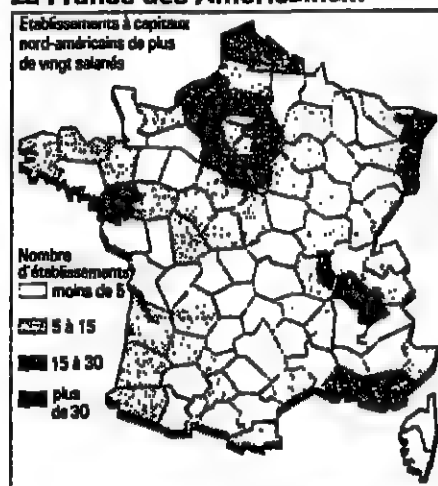 La France des Américains
Etablissements à capitaux
nord-américains de plus
de vingt salariés
Nombre
d'établissements
moins de 5
5 à 15
15 à 30
plus
de 30